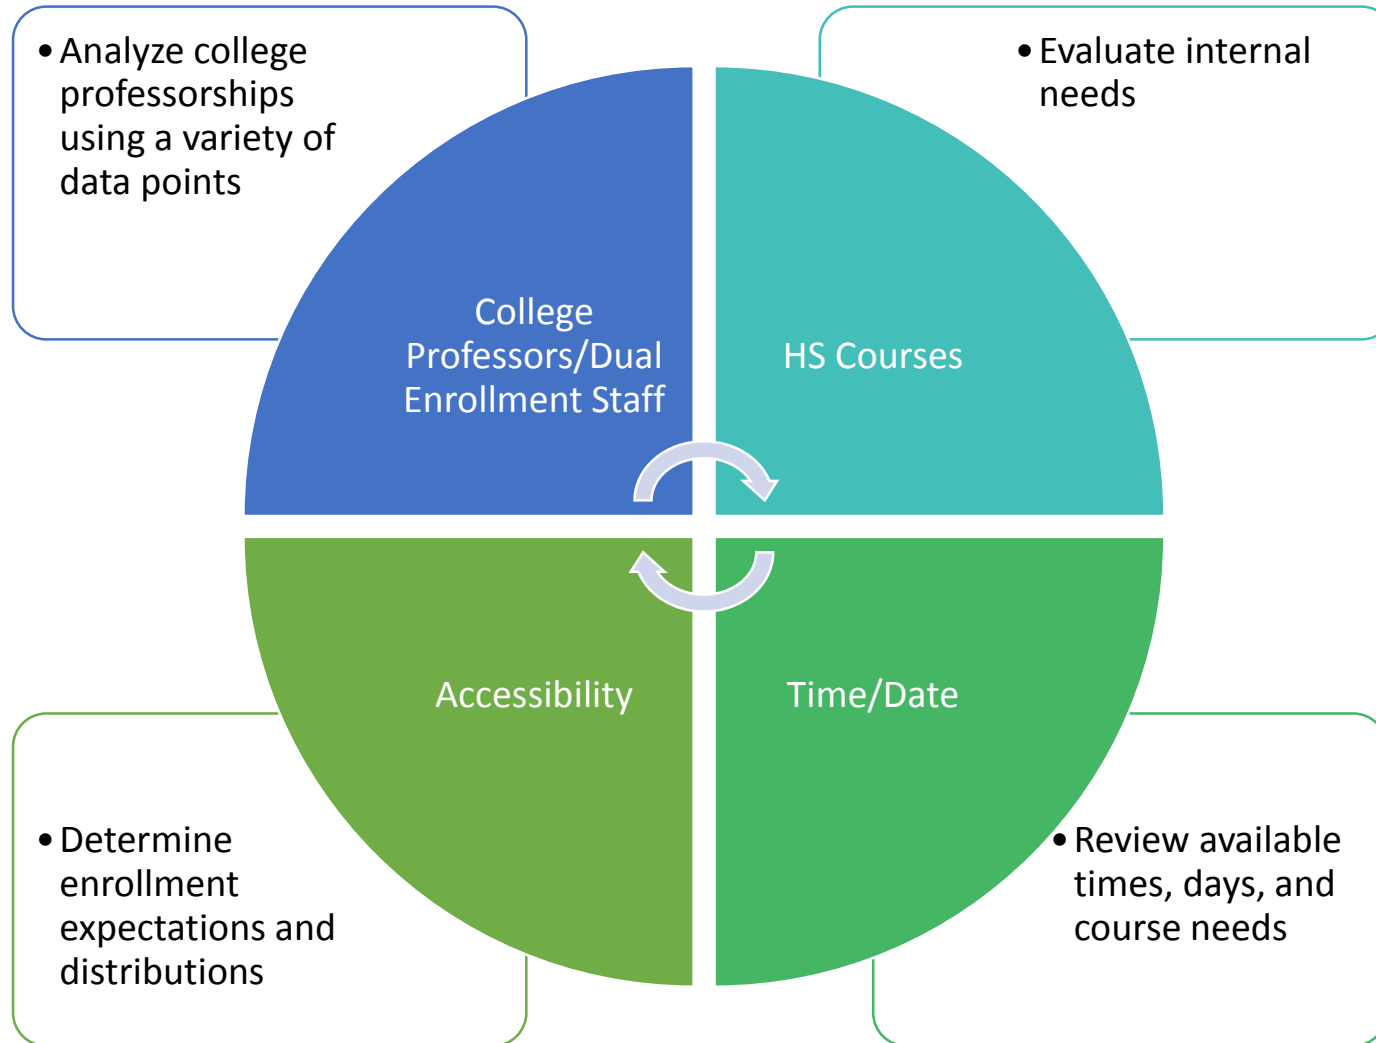 • Analyze college
professorships
using a variety of
data points
• Evaluate internal
needs
College
Professors/Dual
Enrollment Staff
HS Courses
Accessibility
Time/Date
• Determine
enrollment
expectations and
distributions
• Review available
times, days, and
course needs